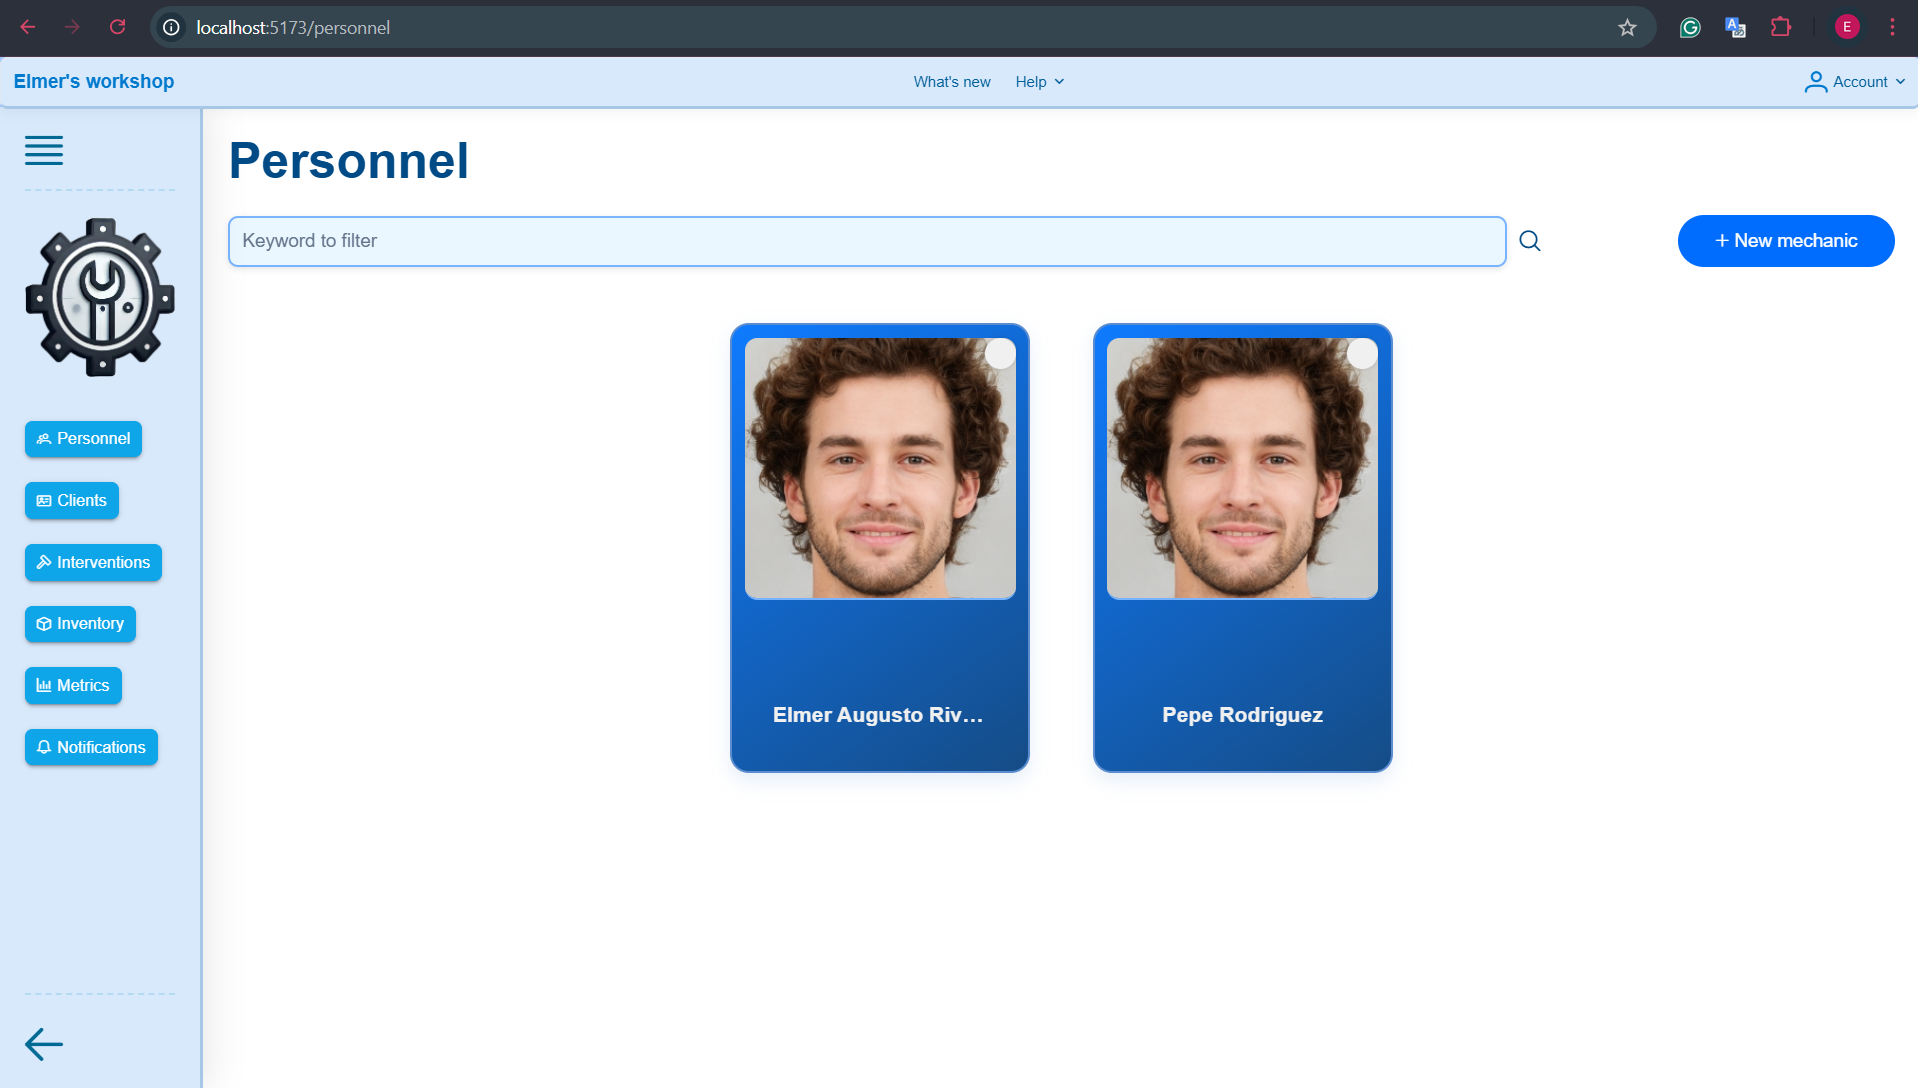 localhost:5173/personnel
E
Elmer's workshop
What's new
Help
Account
Personnel
Keyword to filter
+ New mechanic
Personnel
Clients
Interventions
Inventory
Metrics
Notifications
Elmer Augusto Riv...
Pepe Rodriguez